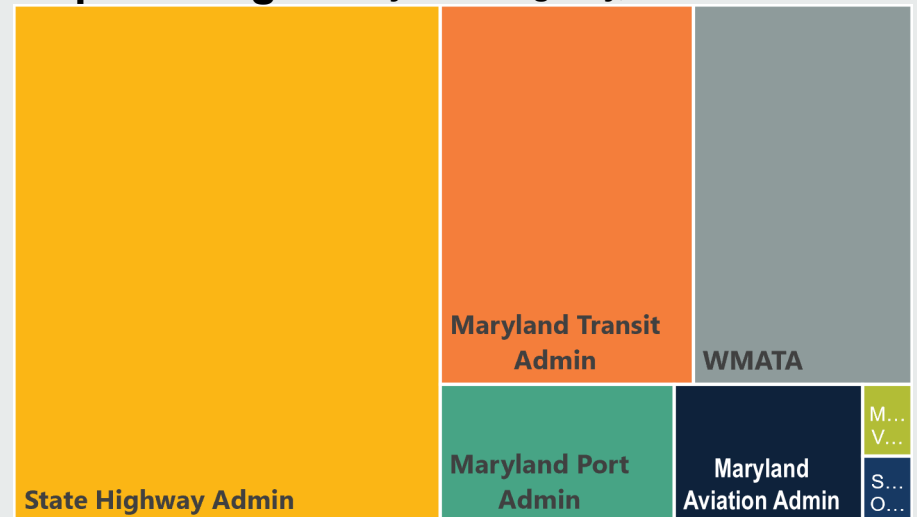 State Highway Admin
Maryland Transit
Admin
WMATA
Maryland Port
Admin
Maryland
Aviation Admin
M...
V...
S...
O...